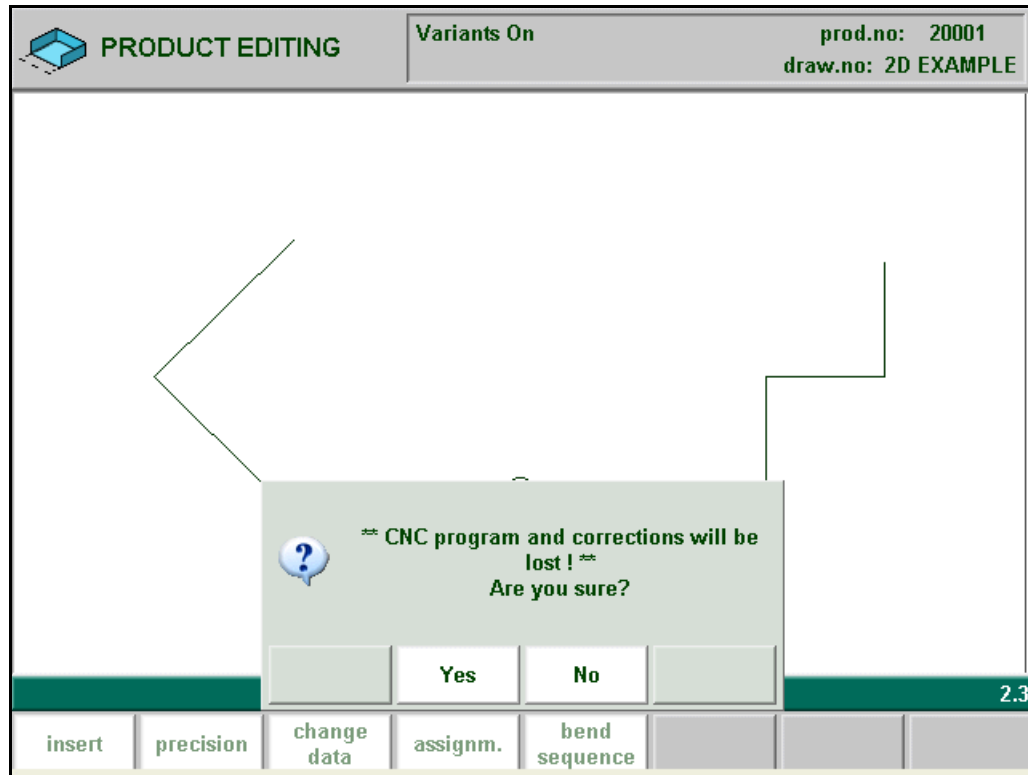 PRODUCT EDITING
Variants On
prod.no: 20001
draw.no: 2D EXAMPLE
?
** CNC program and corrections will be
lost ! **
Are you sure?
Yes No
2.3
insert precision change data assignm. bend sequence